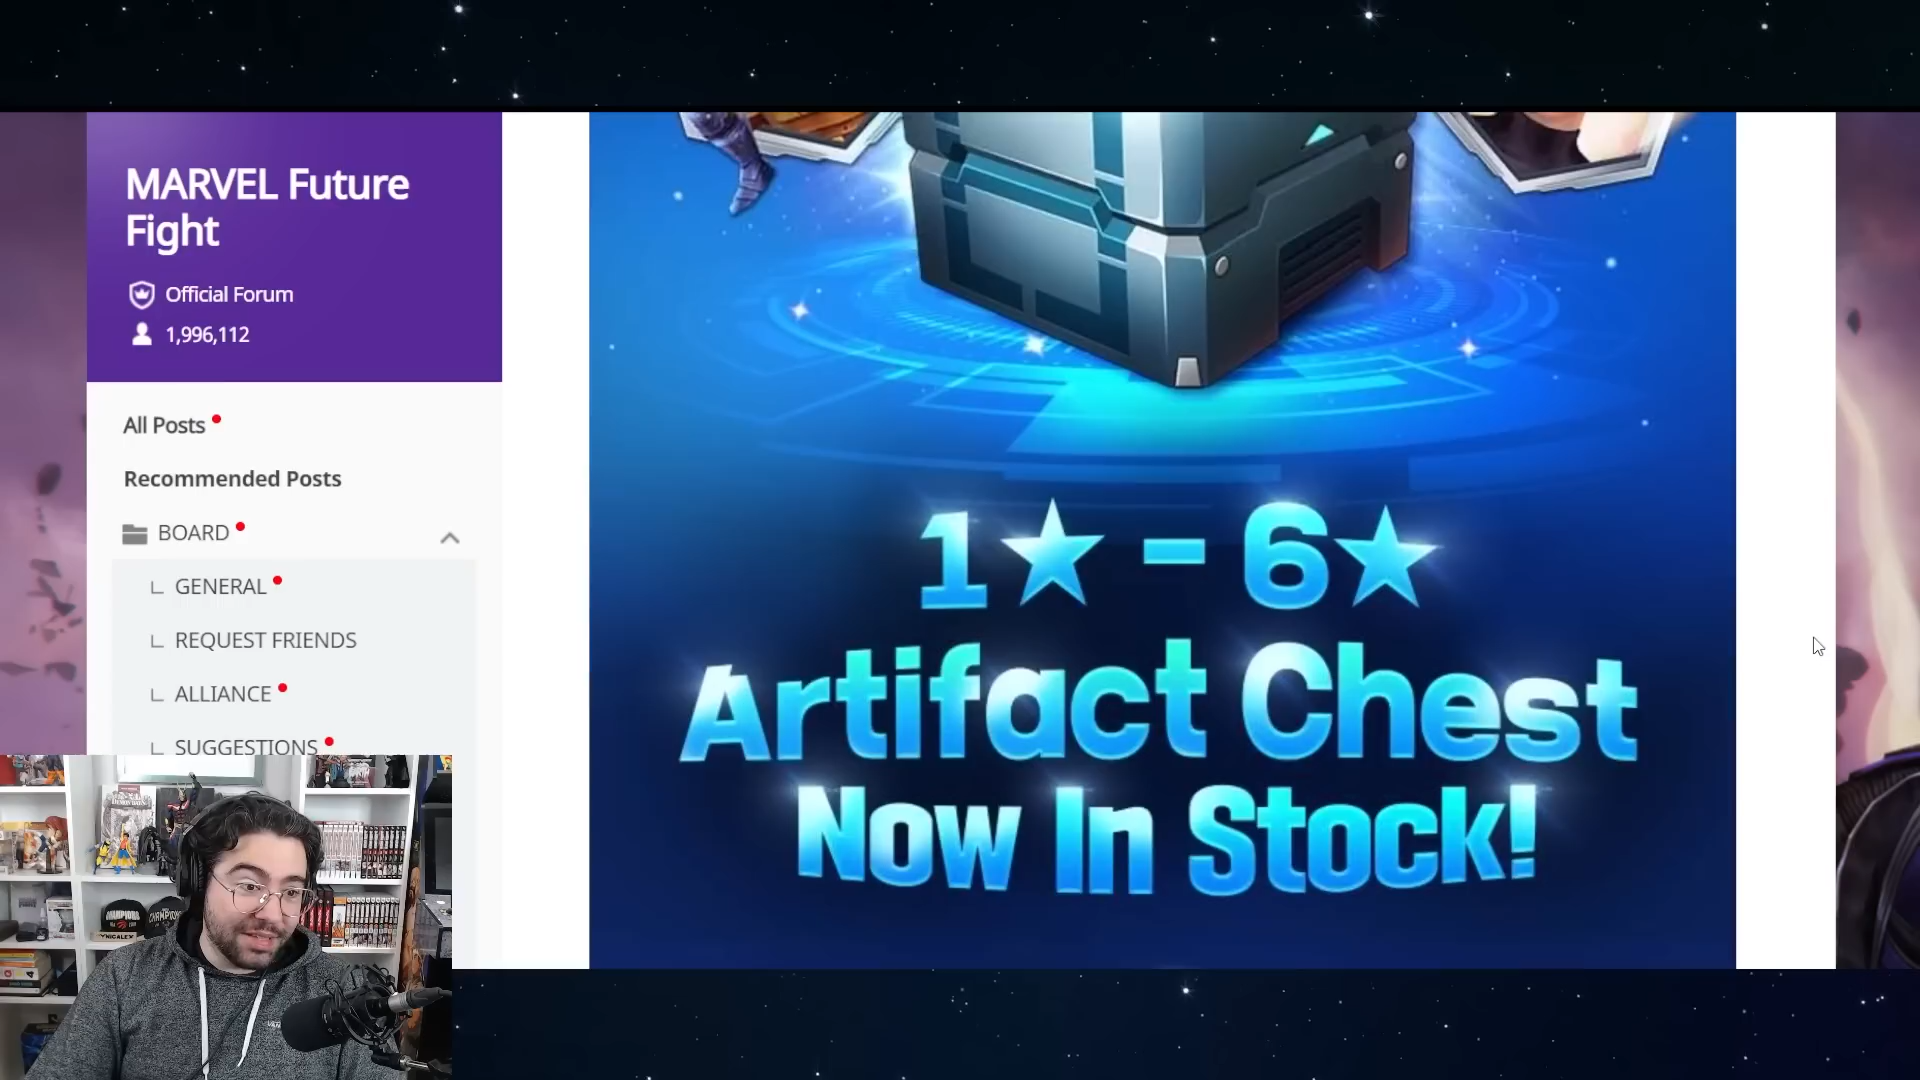 MARVEL Future
Fight
Official Forum
1,996,112
All Posts
Recommended Posts
BOARD
GENERAL
REQUEST FRIENDS
ALLIANCE
SUGGESTIONS
1★ - 6★
Artifact Chest
Now In Stock!